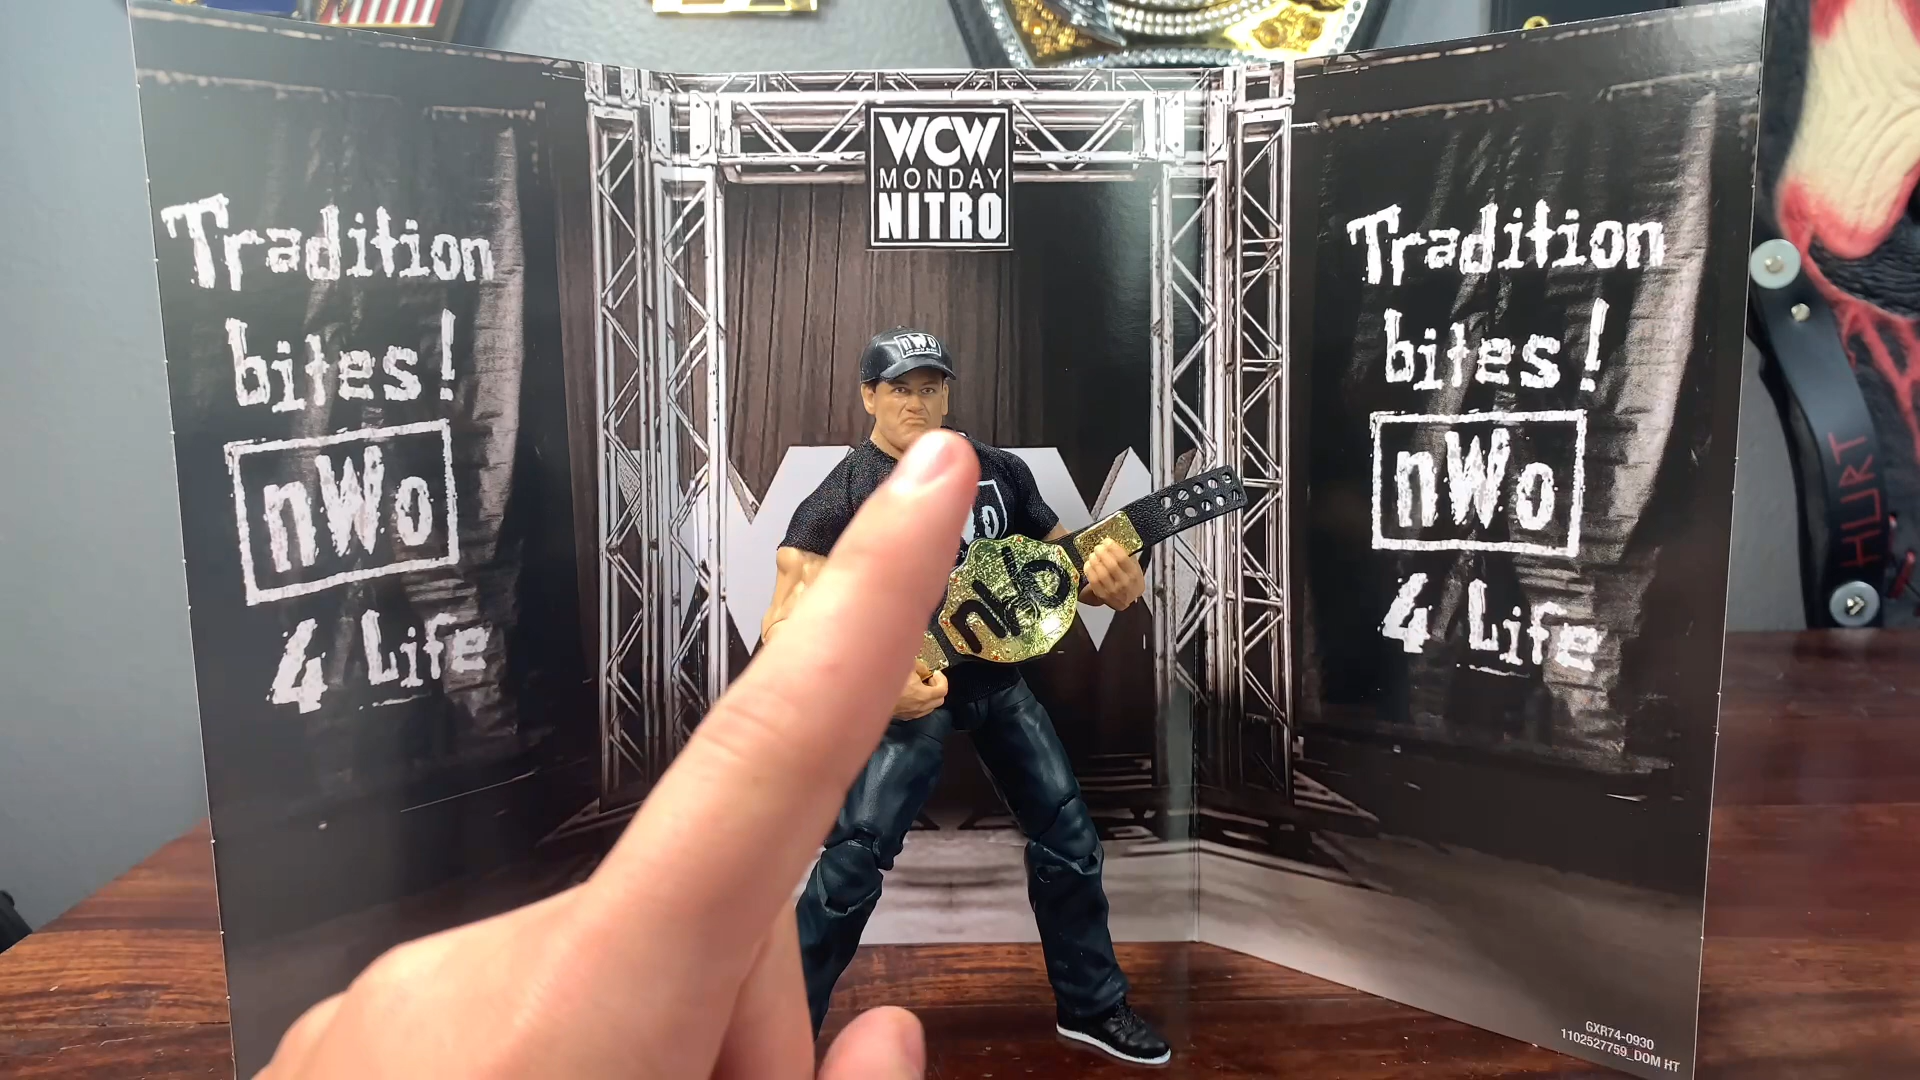 WCW
MONDAY
NITRO
Tradition
bites!
nWo
4 Life
Tradition
bites!
nWo
4 Life
nWo
nWo
HURT
GXR74-0930
1102527759_DOM HT